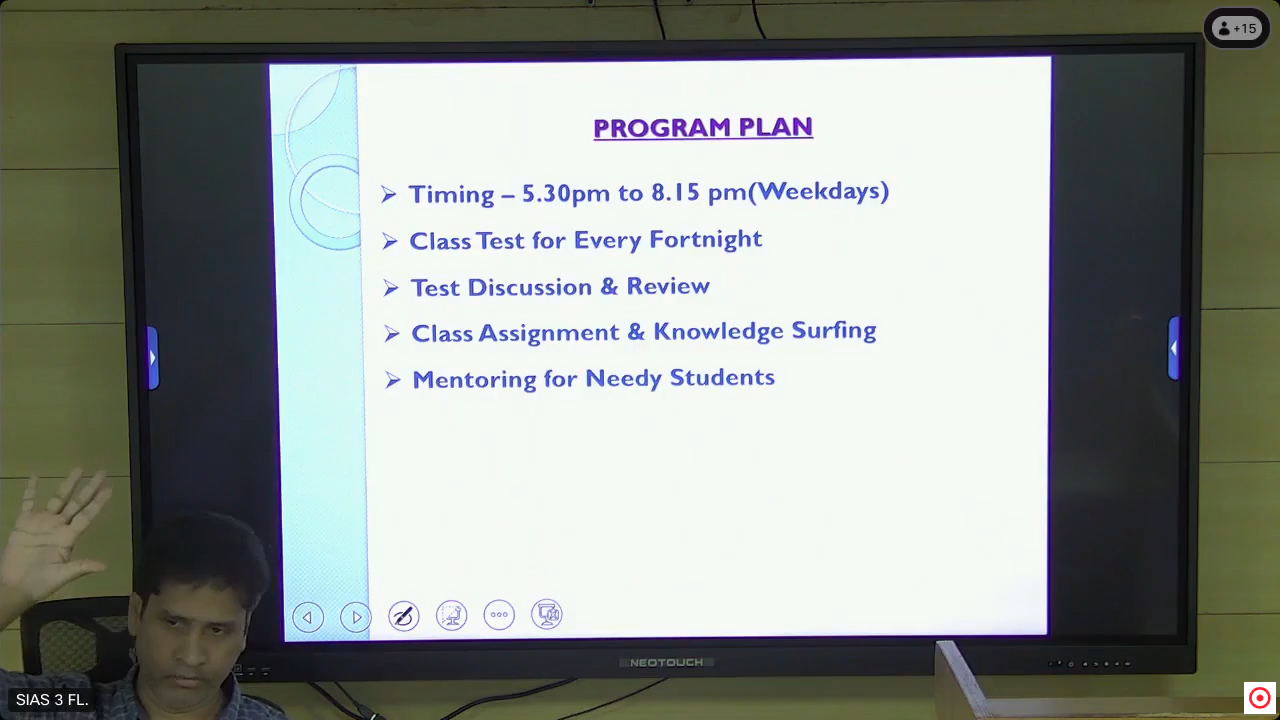 +15
PROGRAM PLAN
➢ Timing – 5.30pm to 8.15 pm(Weekdays)
➢ Class Test for Every Fortnight
➢ Test Discussion & Review
➢ Class Assignment & Knowledge Surfing
➢ Mentoring for Needy Students
NEOTOUCH
SIAS 3 FL.